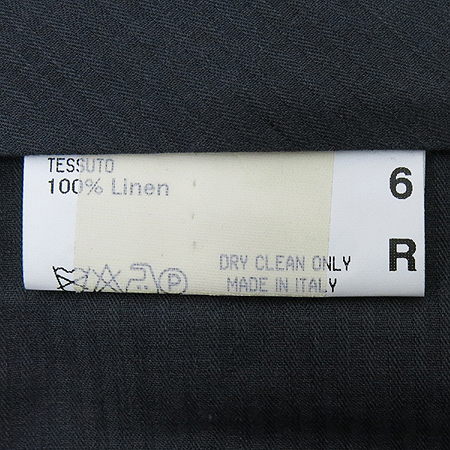 TESSUTO
100% Linen
6
R
DRY CLEAN ONLY
MADE IN ITALY
P